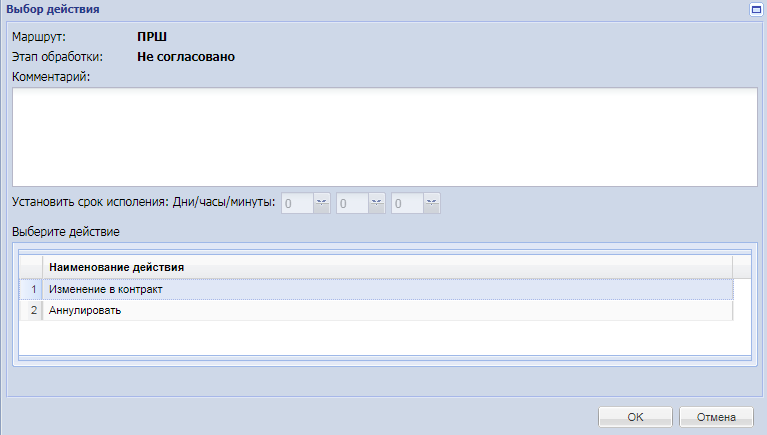 Выбор действия
Маршрут: ПРШ
Этап обработки: Не согласовано
Комментарий:
Установить срок исполения: Дни/часы/минуты: 0 0 0
Выберите действие
Наименование действия
1 Изменение в контракт
2 Аннулировать
OK Отмена